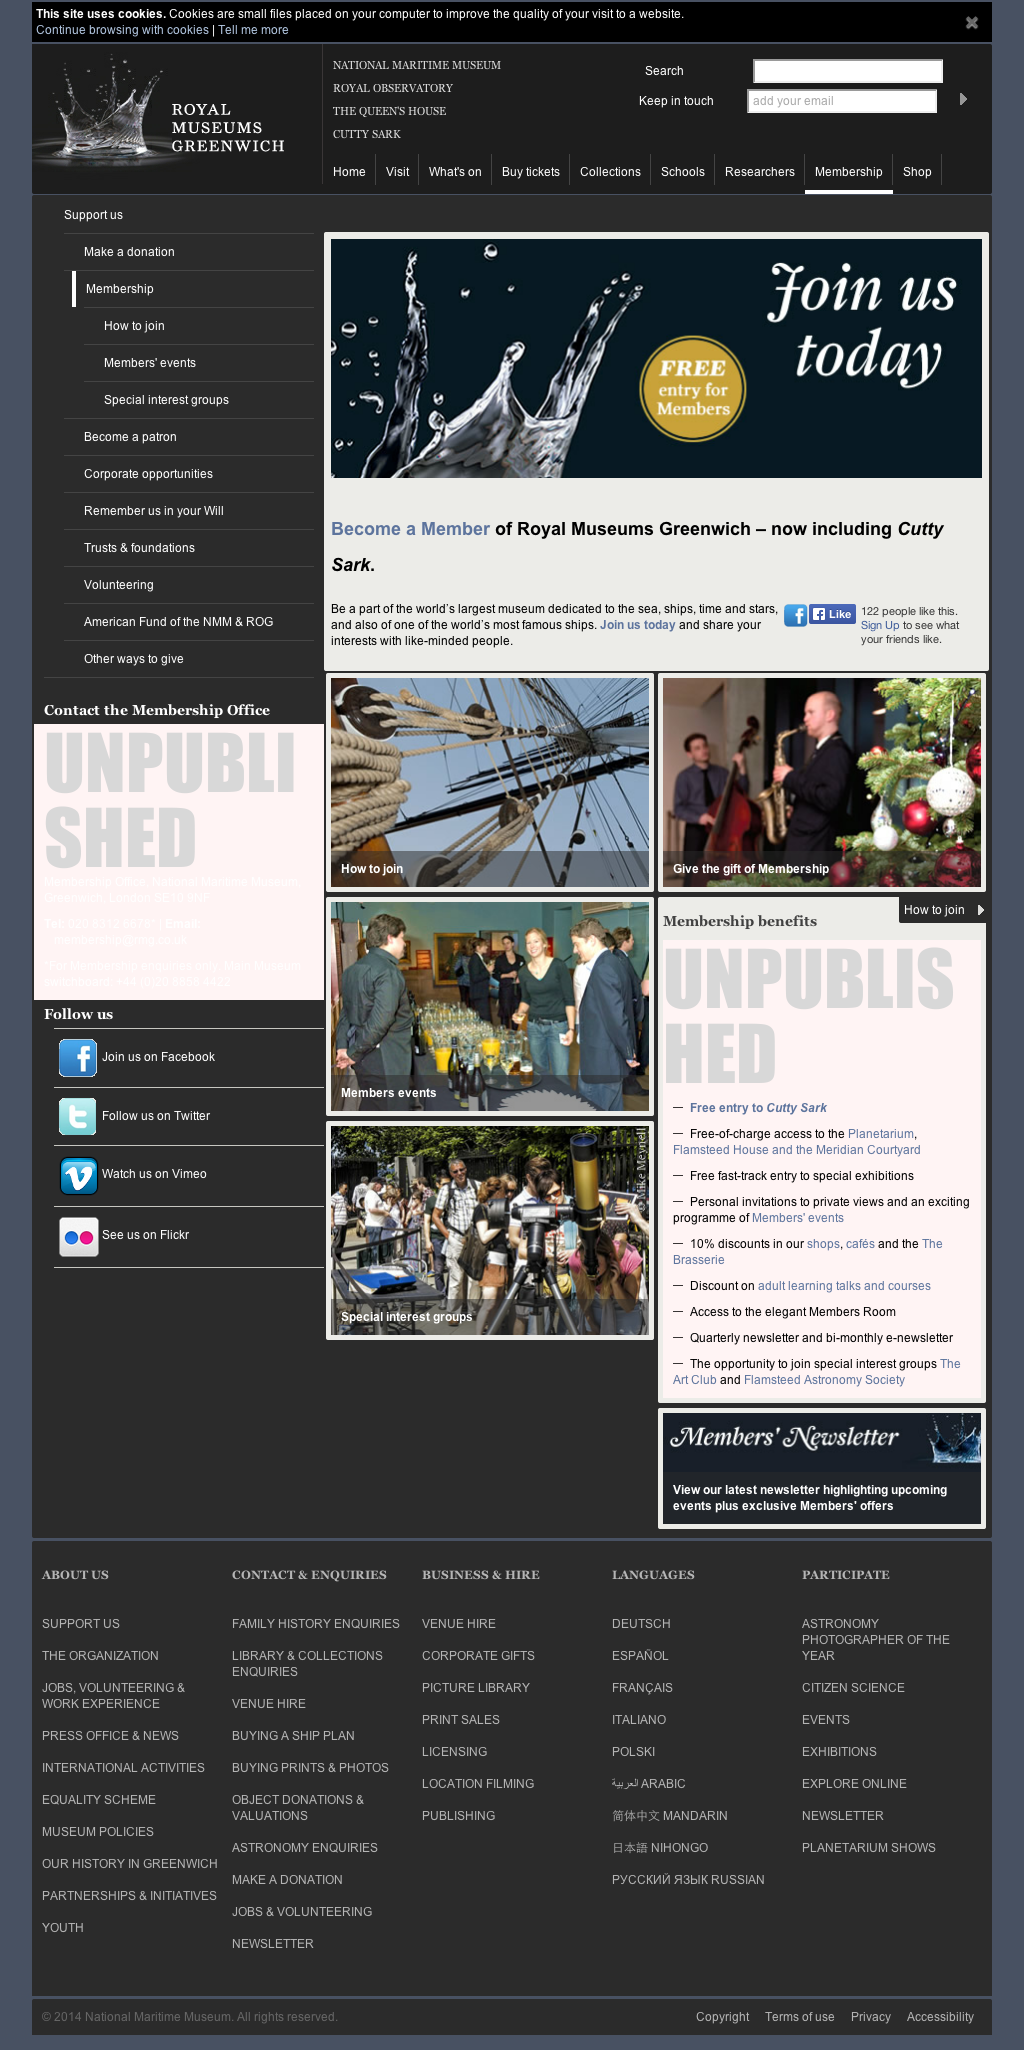 This site uses cookies. Cookies are small files placed on your computer to improve the quality of your visit to a website.
Continue browsing with cookies | Tell me more
ROYAL
MUSEUMS
GREENWICH
NATIONAL MARITIME MUSEUM
ROYAL OBSERVATORY
THE QUEEN'S HOUSE
CUTTY SARK
Search
Keep in touch add your email
Home Visit What's on Buy tickets Collections Schools Researchers Membership Shop
Support us
Make a donation
Membership
How to join
Members' events
Special interest groups
Become a patron
Corporate opportunities
Remember us in your Will
Trusts & foundations
Volunteering
American Fund of the NMM & ROG
Other ways to give
Contact the Membership Office
UNPUBLI
SHED
Membership Office, National Maritime Museum,
Greenwich, London SE10 9NF
Follow us
Join us on Facebook
Follow us on Twitter
Watch us on Vimeo
See us on Flickr
Join us
today
FREE
entry for
Members
Become a Member of Royal Museums Greenwich – now including Cutty
Sark.
Be a part of the world's largest museum dedicated to the sea, ships, time and stars,
and also of one of the world's most famous ships. Join us today and share your
interests with like-minded people.
Like
122 people like this.
Sign Up to see what
your friends like.
How to join
Give the gift of Membership
Members events
Special interest groups
© Mike Meynell
How to join
Membership benefits
UNPUBLIS
HED
— Free entry to Cutty Sark
— Free-of-charge access to the Planetarium,
Flamsteed House and the Meridian Courtyard
— Free fast-track entry to special exhibitions
— Personal invitations to private views and an exciting
programme of Members' events
— 10% discounts in our shops, cafés and the The
Brasserie
— Discount on adult learning talks and courses
— Access to the elegant Members Room
— Quarterly newsletter and bi-monthly e-newsletter
— The opportunity to join special interest groups The
Art Club and Flamsteed Astronomy Society
Members' Newsletter
View our latest newsletter highlighting upcoming
events plus exclusive Members' offers
ABOUT US
SUPPORT US
THE ORGANIZATION
JOBS, VOLUNTEERING &
WORK EXPERIENCE
PRESS OFFICE & NEWS
INTERNATIONAL ACTIVITIES
EQUALITY SCHEME
MUSEUM POLICIES
OUR HISTORY IN GREENWICH
PARTNERSHIPS & INITIATIVES
YOUTH
CONTACT & ENQUIRIES
FAMILY HISTORY ENQUIRIES
LIBRARY & COLLECTIONS
ENQUIRIES
VENUE HIRE
BUYING A SHIP PLAN
BUYING PRINTS & PHOTOS
OBJECT DONATIONS &
VALUATIONS
ASTRONOMY ENQUIRIES
MAKE A DONATION
JOBS & VOLUNTEERING
NEWSLETTER
BUSINESS & HIRE
VENUE HIRE
CORPORATE GIFTS
PICTURE LIBRARY
PRINT SALES
LICENSING
LOCATION FILMING
PUBLISHING
LANGUAGES
DEUTSCH
ESPAÑOL
FRANÇAIS
ITALIANO
POLSKI
العربية ARABIC
简体中文 MANDARIN
日本語 NIHONGO
РУССКИЙ ЯЗЫК RUSSIAN
PARTICIPATE
ASTRONOMY
PHOTOGRAPHER OF THE
YEAR
CITIZEN SCIENCE
EVENTS
EXHIBITIONS
EXPLORE ONLINE
NEWSLETTER
PLANETARIUM SHOWS
© 2014 National Maritime Museum. All rights reserved.
Copyright Terms of use Privacy Accessibility